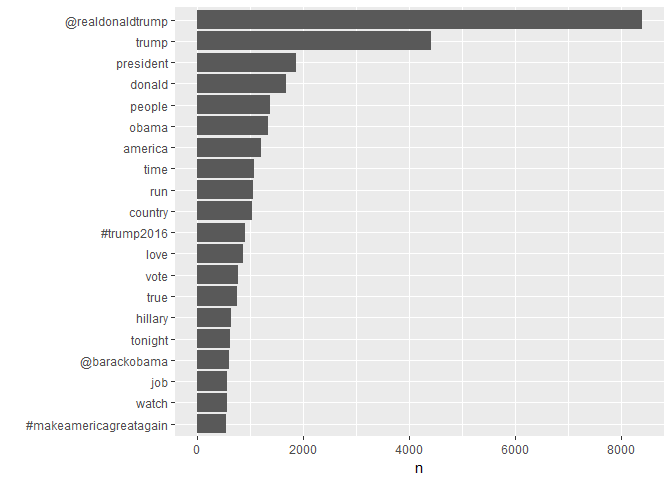 @realdonaldtrump
trump
president
donald
people
obama
america
time
run
country
#trump2016
love
vote
true
hillary
tonight
@barackobama
job
watch
#makeamericagreatagain
0 2000 4000 6000 8000
n